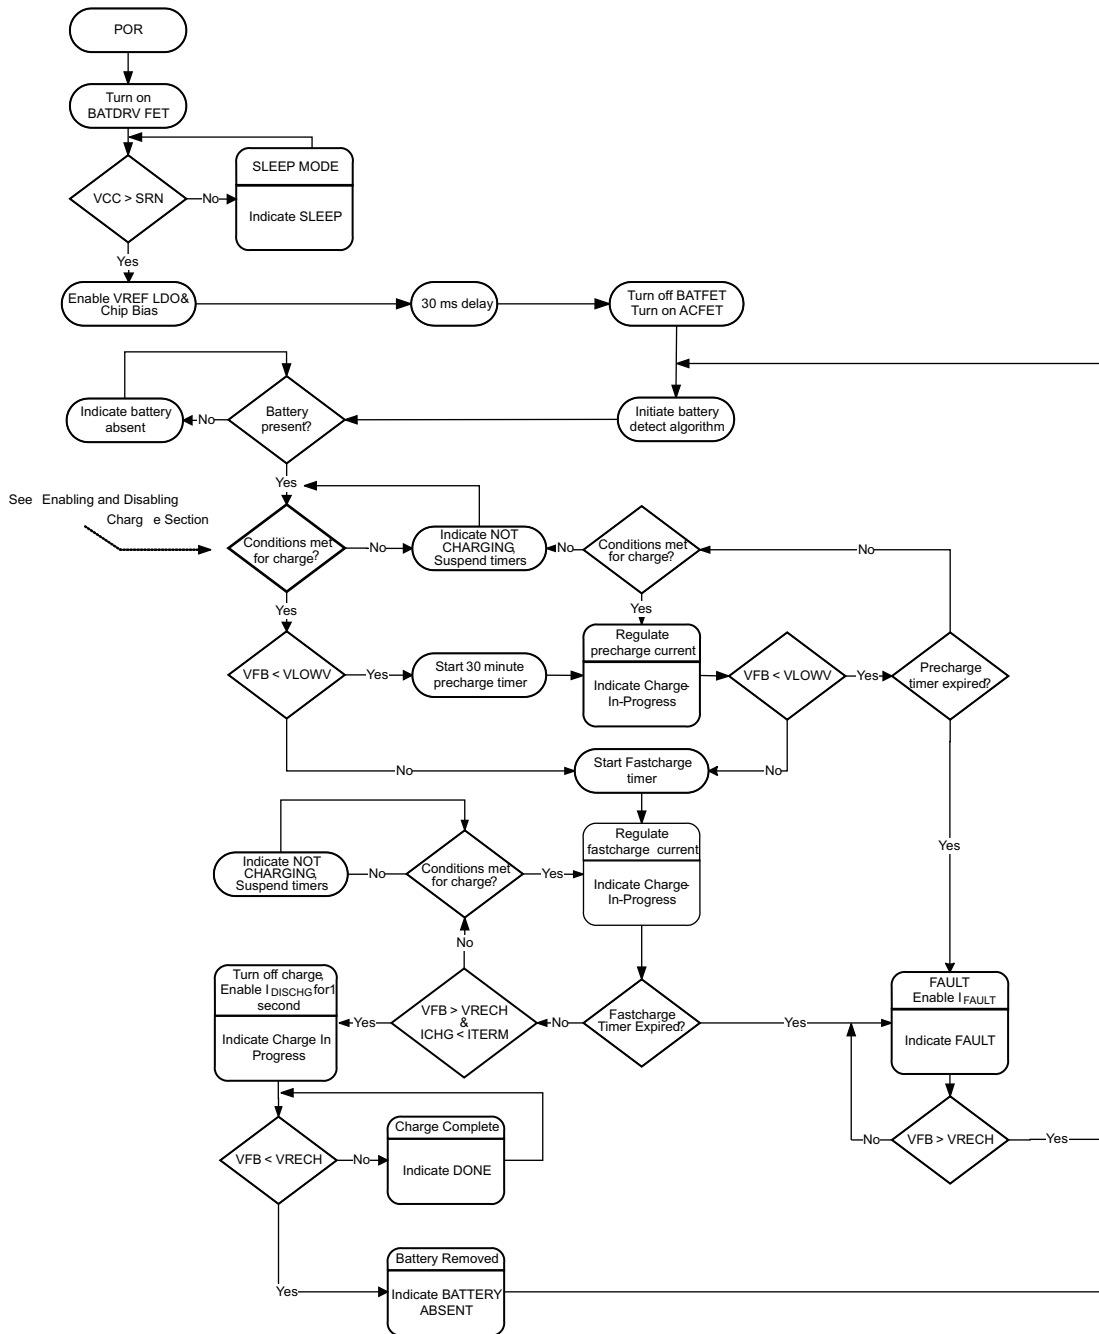 POR
Turn on
BATDRV FET
SLEEP MODE
VCC > SRN
No
Indicate SLEEP
Yes
Enable VREF LDO&
Chip Bias
30 ms delay
Turn off BATFET
Turn on ACFET
Indicate battery
absent
No
Battery
present?
Initiate battery
detect algorithm
Yes
See Enabling and Disabling
Charg e Section
Conditions met
for charge?
No
Indicate NOT
CHARGING,
Suspend timers
No
Conditions met
for charge?
No
Yes
Yes
VFB < VLOWV
Yes
Start 30 minute
precharge timer
Regulate
precharge current
Indicate Charge-
In-Progress
VFB < VLOWV
Yes
Precharge
timer expired?
No
Start Fastcharge
timer
No
Indicate NOT
CHARGING,
Suspend timers
No
Conditions met
for charge?
Yes
Regulate
fastcharge current
Indicate Charge-
In-Progress
Yes
No
Turn off charge,
Enable IDISCHG for1
second
Indicate Charge In
Progress
Yes
VFB > VRECH
&
ICHG < ITERM
No
Fastcharge
Timer Expired?
Yes
FAULT
Enable IFAULT
Indicate FAULT
VFB < VRECH
No
Charge Complete
Indicate DONE
No
VFB > VRECH
Yes
Yes
Battery Removed
Indicate BATTERY
ABSENT